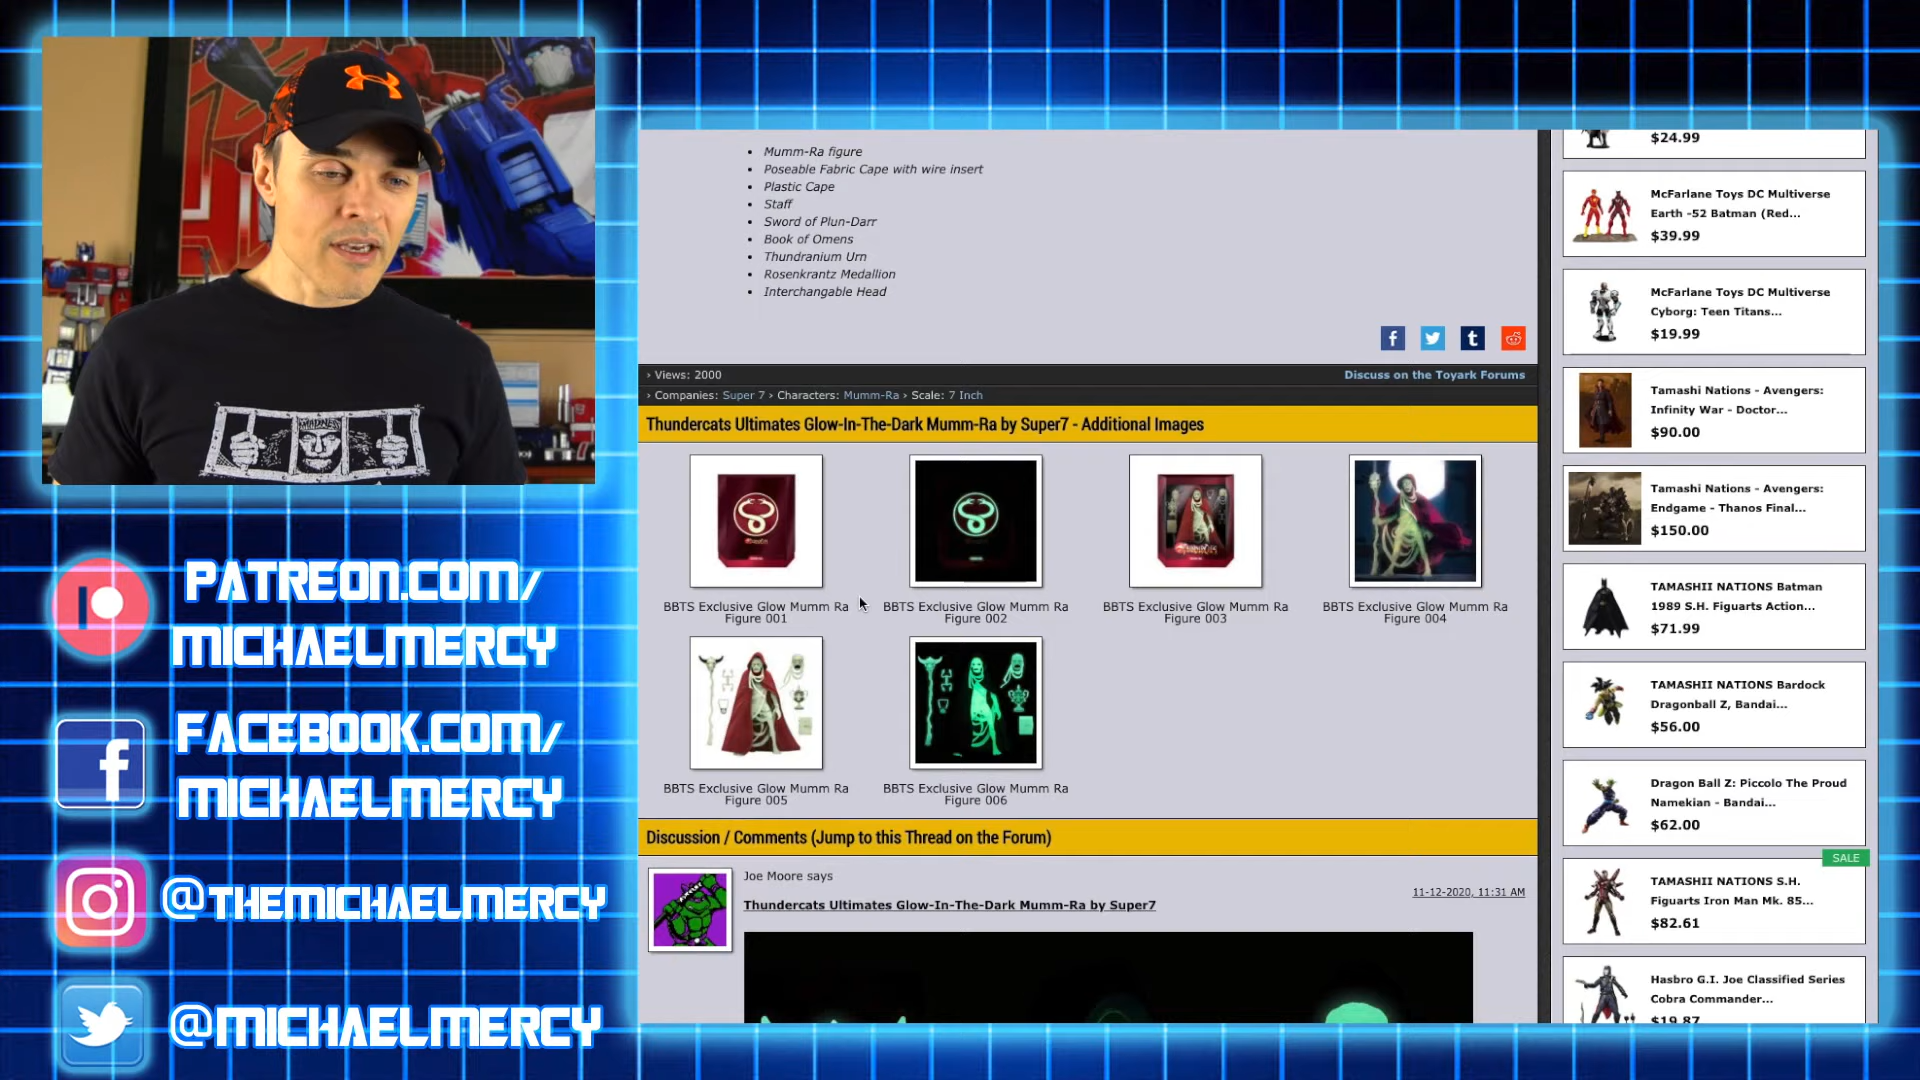 MADNESS
PATREON.COM/
MICHAELMERCY
FACEBOOK.COM/
MICHAELMERCY
@THEMICHAELMERCY
@MICHAELMERCY
• Mumm-Ra figure
• Poseable Fabric Cape with wire insert
• Plastic Cape
• Staff
• Sword of Plun-Darr
• Book of Omens
• Thundranium Urn
• Rosenkrantz Medallion
• Interchangable Head
› Views: 2000
Discuss on the Toyark Forums
› Companies: Super 7 › Characters: Mumm-Ra › Scale: 7 Inch
Thundercats Ultimates Glow-In-The-Dark Mumm-Ra by Super7 - Additional Images
BBTS Exclusive Glow Mumm Ra
Figure 001
BBTS Exclusive Glow Mumm Ra
Figure 002
BBTS Exclusive Glow Mumm Ra
Figure 003
BBTS Exclusive Glow Mumm Ra
Figure 004
BBTS Exclusive Glow Mumm Ra
Figure 005
BBTS Exclusive Glow Mumm Ra
Figure 006
Discussion / Comments (Jump to this Thread on the Forum)
Joe Moore says
11-12-2020, 11:31 AM
Thundercats Ultimates Glow-In-The-Dark Mumm-Ra by Super7
$24.99
McFarlane Toys DC Multiverse
Earth -52 Batman (Red...
$39.99
McFarlane Toys DC Multiverse
Cyborg: Teen Titans...
$19.99
Tamashi Nations - Avengers:
Infinity War - Doctor...
$90.00
Tamashi Nations - Avengers:
Endgame - Thanos Final...
$150.00
TAMASHII NATIONS Batman
1989 S.H. Figuarts Action...
$71.99
TAMASHII NATIONS Bardock
Dragonball Z, Bandai...
$56.00
Dragon Ball Z: Piccolo The Proud
Namekian - Bandai...
$62.00
SALE
TAMASHII NATIONS S.H.
Figuarts Iron Man Mk. 85...
$82.61
Hasbro G.I. Joe Classified Series
Cobra Commander...
$19.87